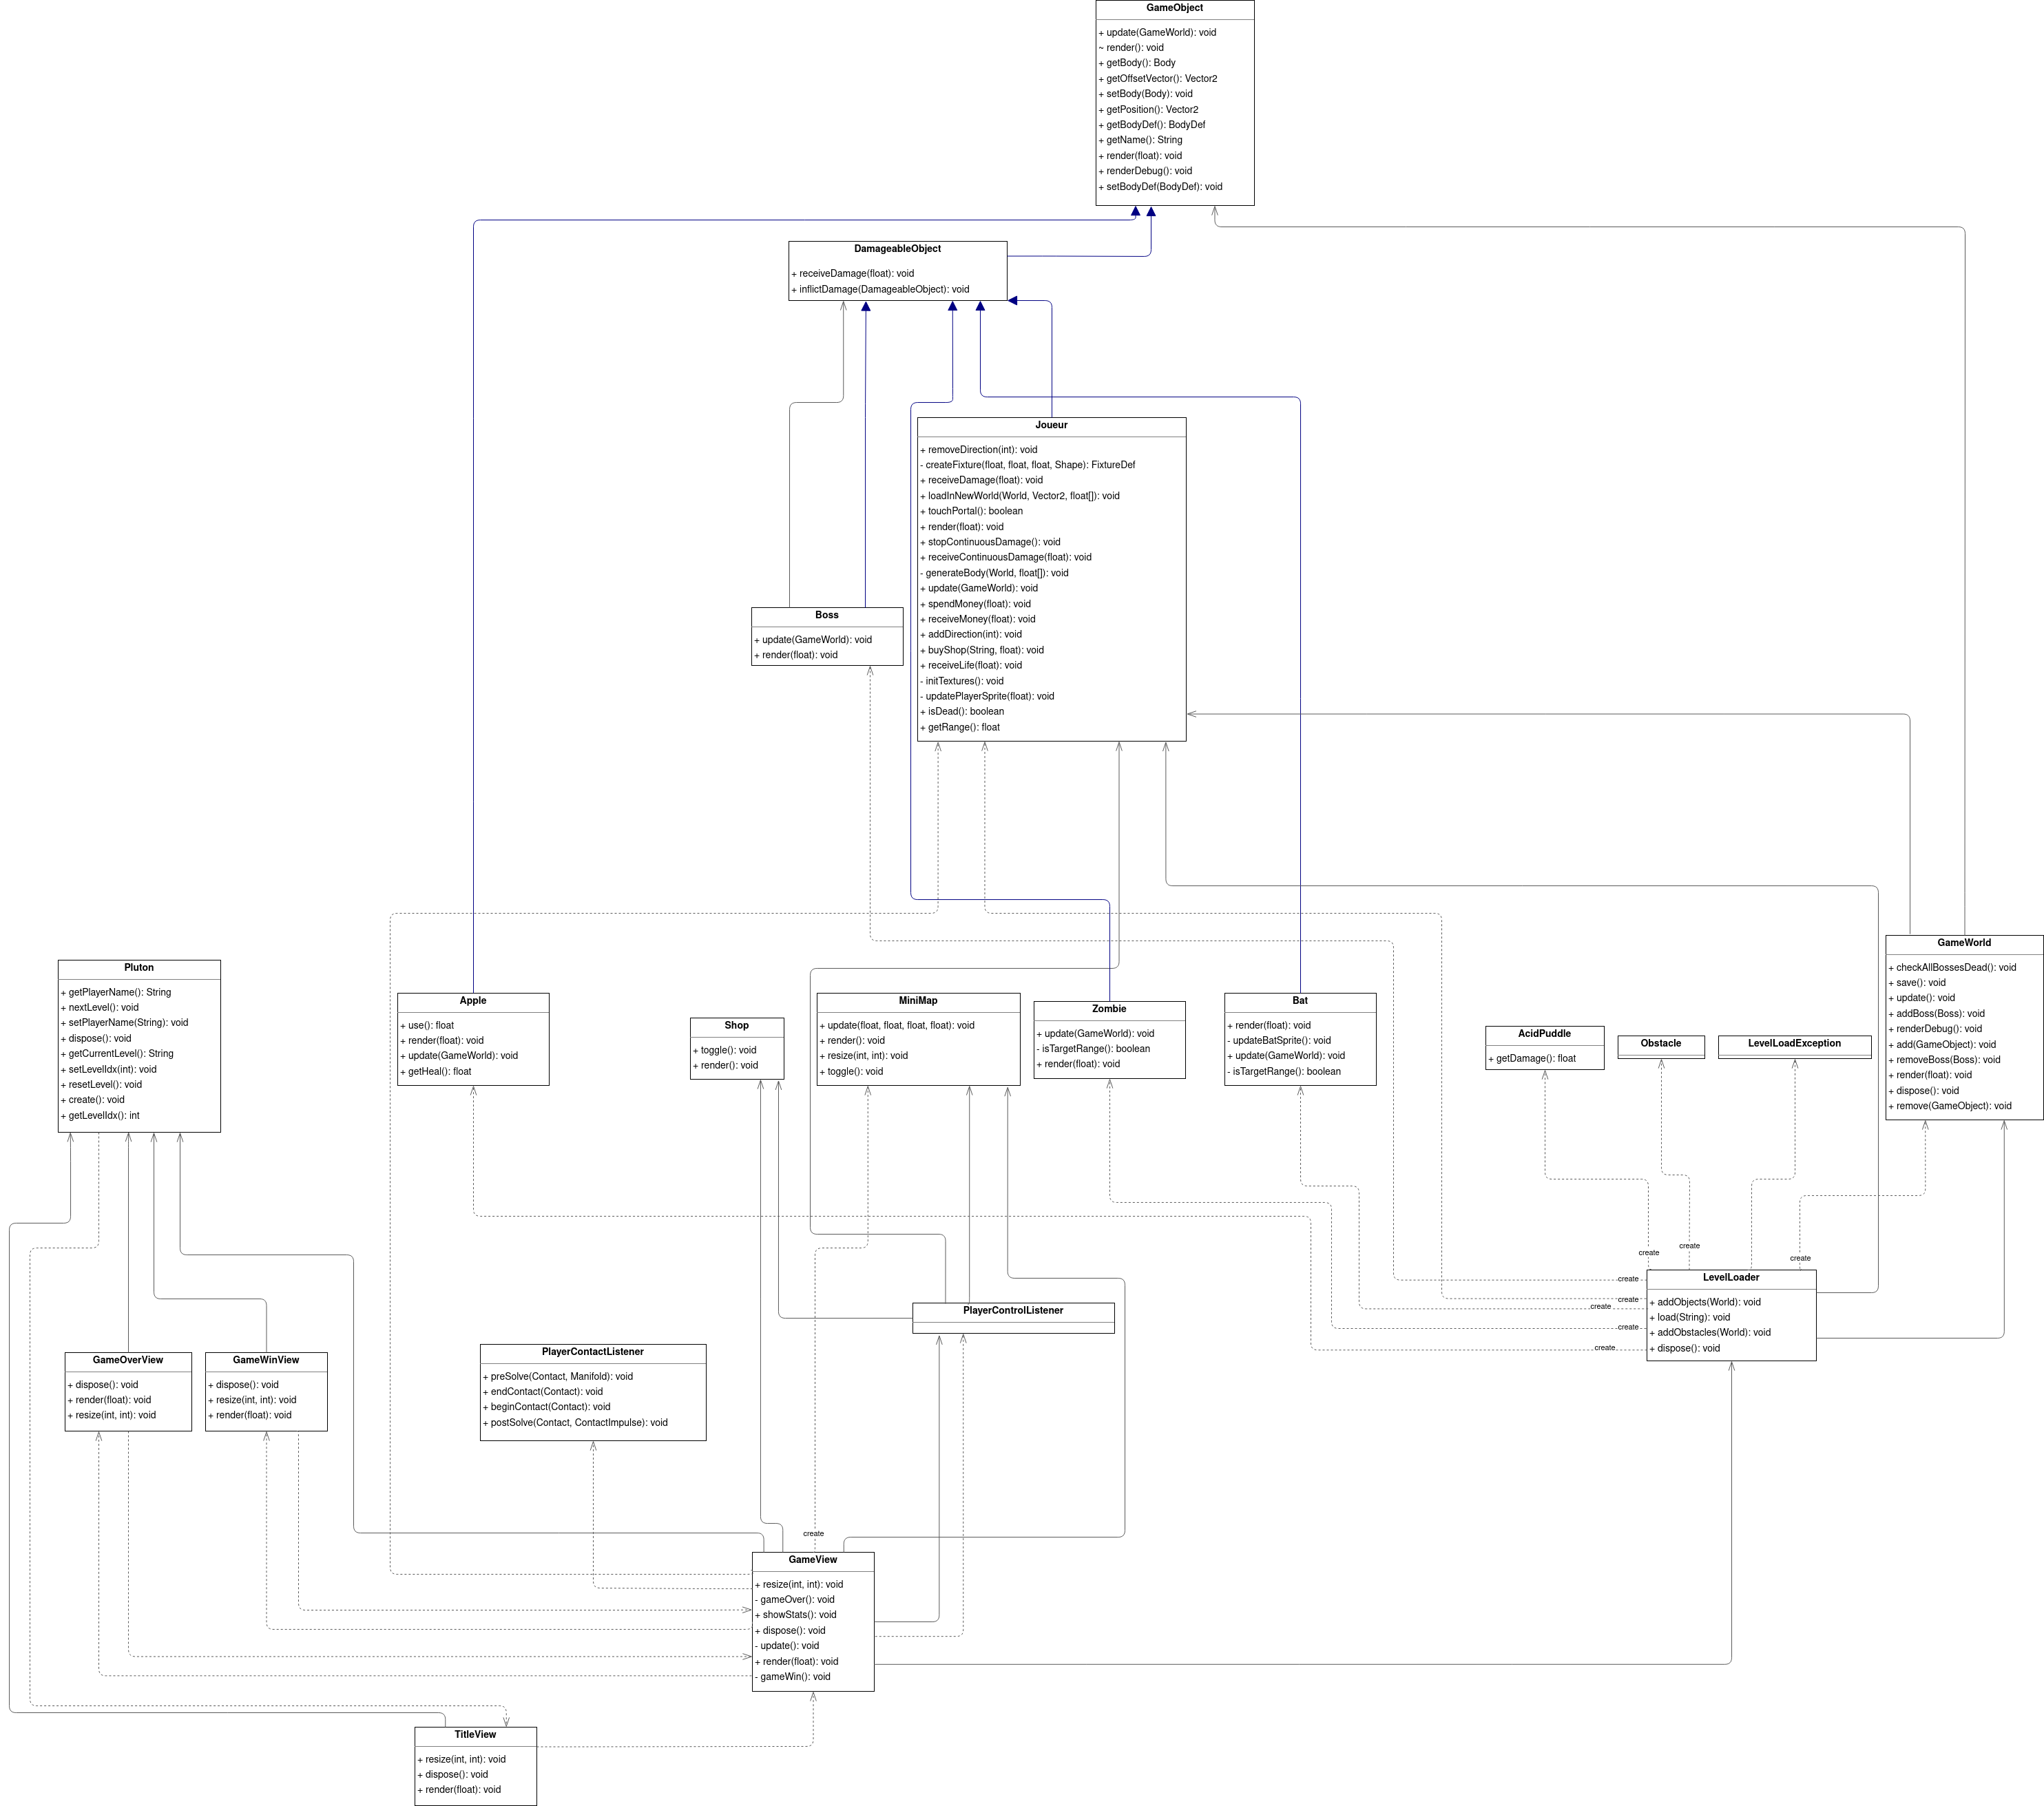 GameObject
+ update(GameWorld): void
~ render(): void
+ getBody(): Body
+ getOffsetVector(): Vector2
+ setBody(Body): void
+ getPosition(): Vector2
+ getBodyDef(): BodyDef
+ getName(): String
+ render(float): void
+ renderDebug(): void
+ setBodyDef(BodyDef): void
DamageableObject
+ receiveDamage(float): void
+ inflictDamage(DamageableObject): void
Joueur
+ removeDirection(int): void
- createFixture(float, float, float, Shape): FixtureDef
+ receiveDamage(float): void
+ loadInNewWorld(World, Vector2, float[]): void
+ touchPortal(): boolean
+ render(float): void
+ stopContinuousDamage(): void
+ receiveContinuousDamage(float): void
- generateBody(World, float[]): void
+ update(GameWorld): void
+ spendMoney(float): void
+ receiveMoney(float): void
+ addDirection(int): void
+ buyShop(String, float): void
+ receiveLife(float): void
- initTextures(): void
- updatePlayerSprite(float): void
+ isDead(): boolean
+ getRange(): float
Boss
+ update(GameWorld): void
+ render(float): void
Pluton
+ getPlayerName(): String
+ nextLevel(): void
+ setPlayerName(String): void
+ dispose(): void
+ getCurrentLevel(): String
+ setLevelIdx(int): void
+ resetLevel(): void
+ create(): void
+ getLevelIdx(): int
Apple
+ use(): float
+ render(float): void
+ update(GameWorld): void
+ getHeal(): float
Shop
+ toggle(): void
+ render(): void
MiniMap
+ update(float, float, float, float): void
+ render(): void
+ resize(int, int): void
+ toggle(): void
Zombie
+ update(GameWorld): void
- isTargetRange(): boolean
+ render(float): void
Bat
+ render(float): void
- updateBatSprite(): void
+ update(GameWorld): void
- isTargetRange(): boolean
AcidPuddle
+ getDamage(): float
Obstacle
LevelLoadException
GameWorld
+ checkAllBossesDead(): void
+ save(): void
+ update(): void
+ addBoss(Boss): void
+ renderDebug(): void
+ add(GameObject): void
+ removeBoss(Boss): void
+ render(float): void
+ dispose(): void
+ remove(GameObject): void
create
create
create
create
create
create
create
create
LevelLoader
+ addObjects(World): void
+ load(String): void
+ addObstacles(World): void
+ dispose(): void
PlayerControlListener
GameOverView
+ dispose(): void
+ render(float): void
+ resize(int, int): void
GameWinView
+ dispose(): void
+ resize(int, int): void
+ render(float): void
PlayerContactListener
+ preSolve(Contact, Manifold): void
+ endContact(Contact): void
+ beginContact(Contact): void
+ postSolve(Contact, ContactImpulse): void
create
GameView
+ resize(int, int): void
- gameOver(): void
+ showStats(): void
+ dispose(): void
- update(): void
+ render(float): void
- gameWin(): void
TitleView
+ resize(int, int): void
+ dispose(): void
+ render(float): void